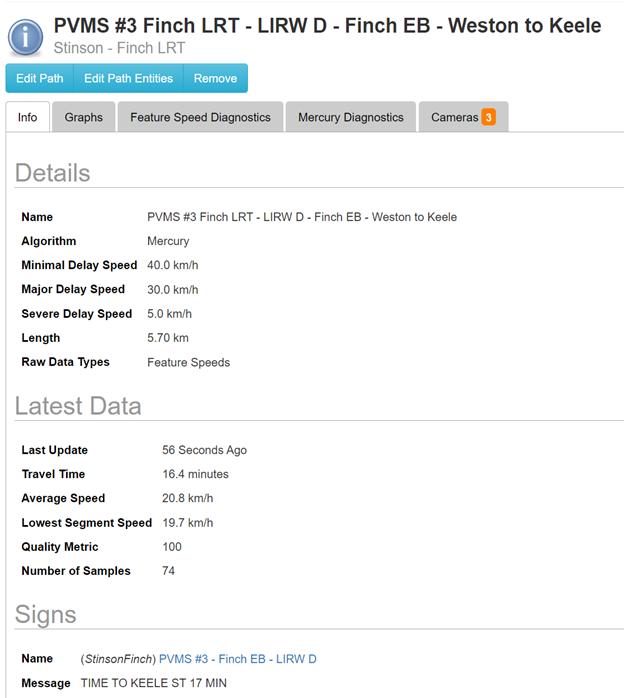 PVMS #3 Finch LRT - LIRW D - Finch EB - Weston to Keele
Stinson - Finch LRT
Edit Path Edit Path Entities Remove
Info Graphs Feature Speed Diagnostics Mercury Diagnostics Cameras 3
Details
Name PVMS #3 Finch LRT - LIRW D - Finch EB - Weston to Keele
Algorithm Mercury
Minimal Delay Speed 40.0 km/h
Major Delay Speed 30.0 km/h
Severe Delay Speed 5.0 km/h
Length 5.70 km
Raw Data Types Feature Speeds
Latest Data
Last Update 56 Seconds Ago
Travel Time 16.4 minutes
Average Speed 20.8 km/h
Lowest Segment Speed 19.7 km/h
Quality Metric 100
Number of Samples 74
Signs
Name (StinsonFinch) PVMS #3 - Finch EB - LIRW D
Message TIME TO KEELE ST 17 MIN